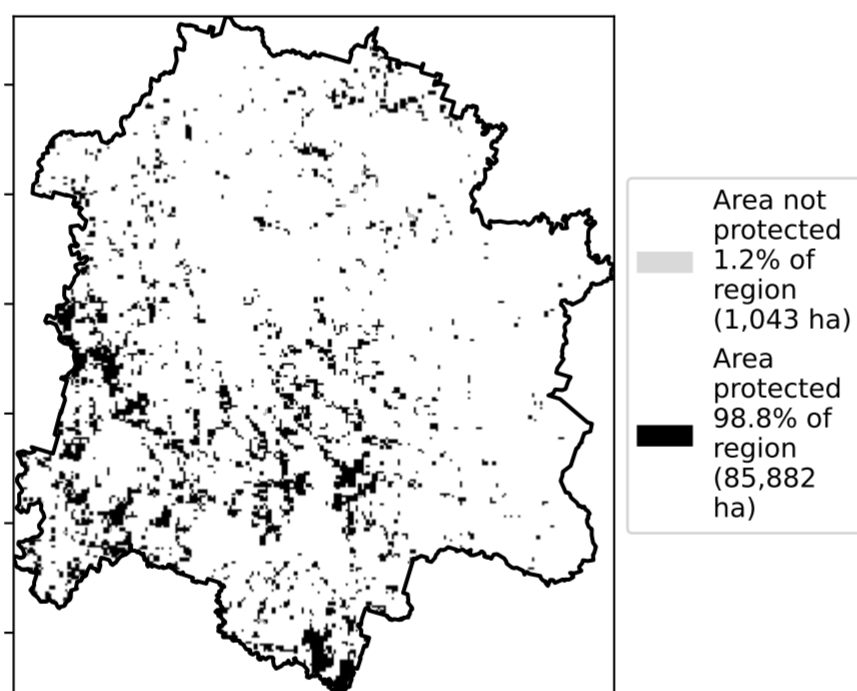 Area not
protected
1.2% of
region
(1,043 ha)
Area
protected
98.8% of
region
(85,882
ha)